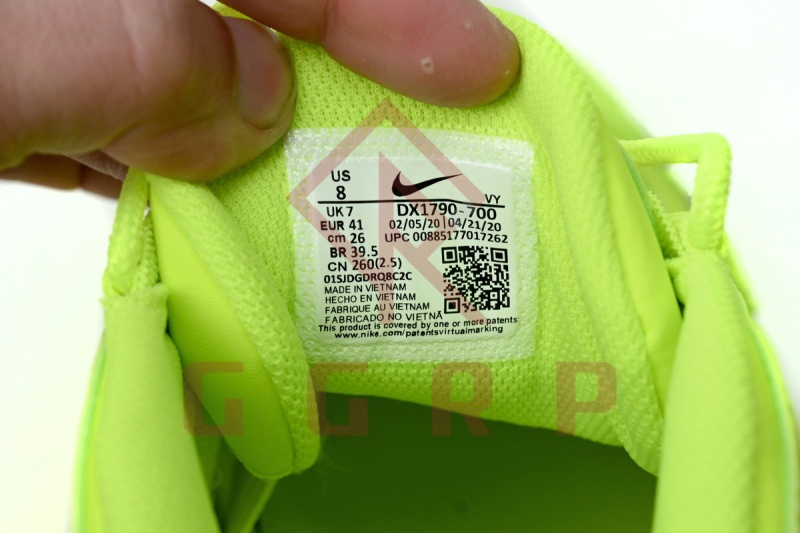 US
8
VY
UK 7
DX1790-700
EUR 41
02/05/20 | 04/21/20
cm 26
UPC 00885177017262
BR 39.5
CN 260(2.5)
01SJDGDRQ8C2C
MADE IN VIETNAM
HECHO EN VIETNAM
FABRIQUE AU VIETNAM
FABRICADO NO VIETNÃ
This product is covered by one or more patents:
www.nike.com/patentsvirtualmarking
GGRP